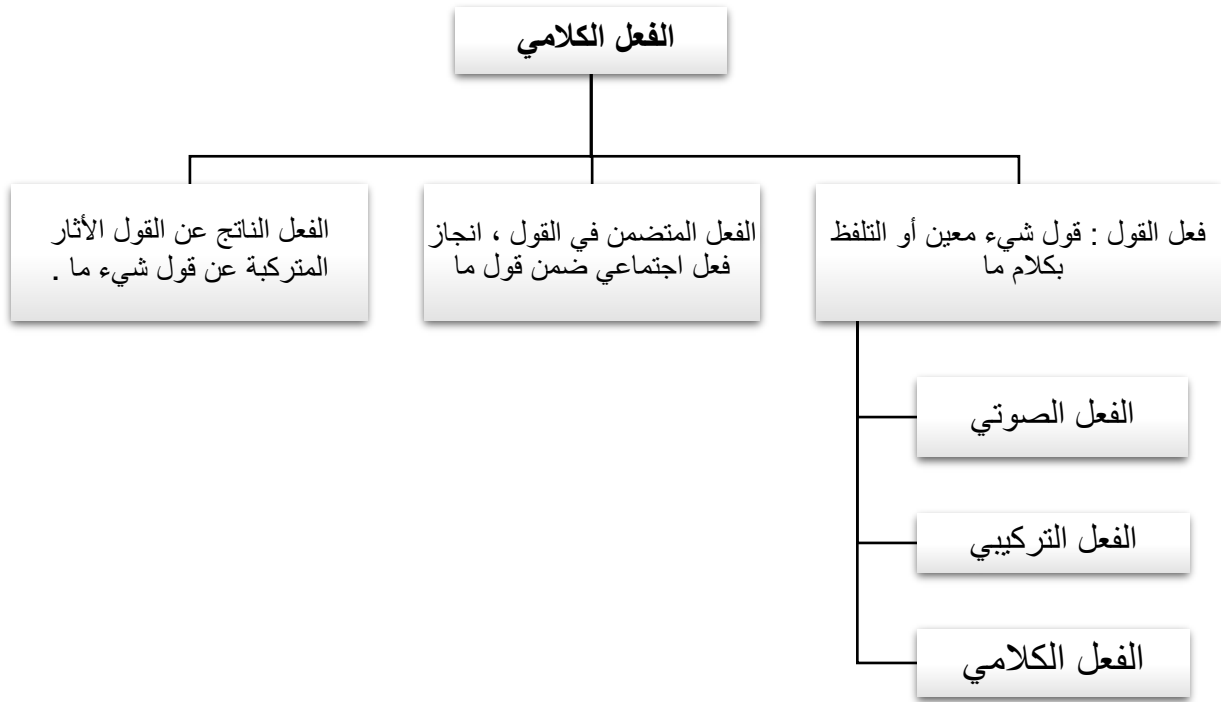 الفعل الكلامي
فعل القول : قول شيء معين أو التلفظ
بكلام ما
الفعل المتضمن في القول ، انجاز
فعل اجتماعي ضمن قول ما
الفعل الناتج عن القول الأثار
المتركبة عن قول شيء ما .
الفعل الصوتي
الفعل التركيبي
الفعل الكلامي